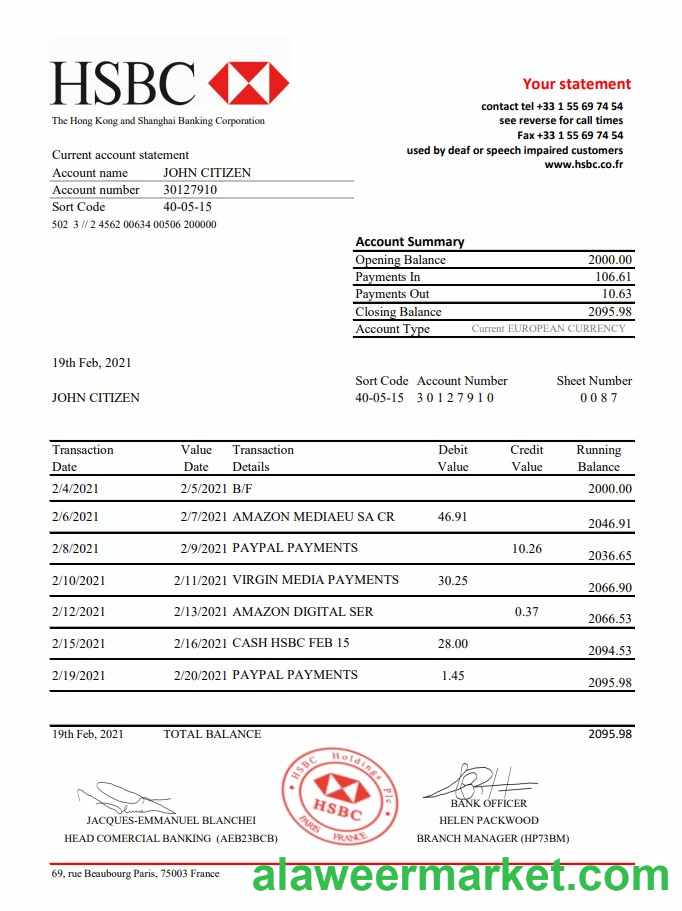 HSBC
The Hong Kong and Shanghai Banking Corporation
Your statement
contact tel +33 1 55 69 74 54
see reverse for call times
Fax +33 1 55 69 74 54
used by deaf or speech impaired customers
www.hsbc.co.fr
Current account statement
Account name JOHN CITIZEN
Account number 30127910
Sort Code 40-05-15
502 3 // 2 4562 00634 00506 200000
Account Summary
Opening Balance 2000.00
Payments In 106.61
Payments Out 10.63
Closing Balance 2095.98
Account Type Current EUROPEAN CURRENCY
19th Feb, 2021
Sort Code Account Number Sheet Number
JOHN CITIZEN 40-05-15 3 0 1 2 7 9 1 0 0 0 8 7
Transaction Value Transaction Debit Credit Running
Date Date Details Value Value Balance
2/4/2021 2/5/2021 B/F 2000.00
2/6/2021 2/7/2021 AMAZON MEDIAEU SA CR 46.91 2046.91
2/8/2021 2/9/2021 PAYPAL PAYMENTS 10.26 2036.65
2/10/2021 2/11/2021 VIRGIN MEDIA PAYMENTS 30.25 2066.90
2/12/2021 2/13/2021 AMAZON DIGITAL SER 0.37 2066.53
2/15/2021 2/16/2021 CASH HSBC FEB 15 28.00 2094.53
2/19/2021 2/20/2021 PAYPAL PAYMENTS 1.45 2095.98
19th Feb, 2021 TOTAL BALANCE 2095.98
HSBC Holdings Plc
HSBC
PARIS FRANCE
BANK OFFICER
JACQUES-EMMANUEL BLANCHEI HELEN PACKWOOD
HEAD COMERCIAL BANKING (AEB23BCB) BRANCH MANAGER (HP73BM)
69, rue Beaubourg Paris, 75003 France
alaweermarket.com